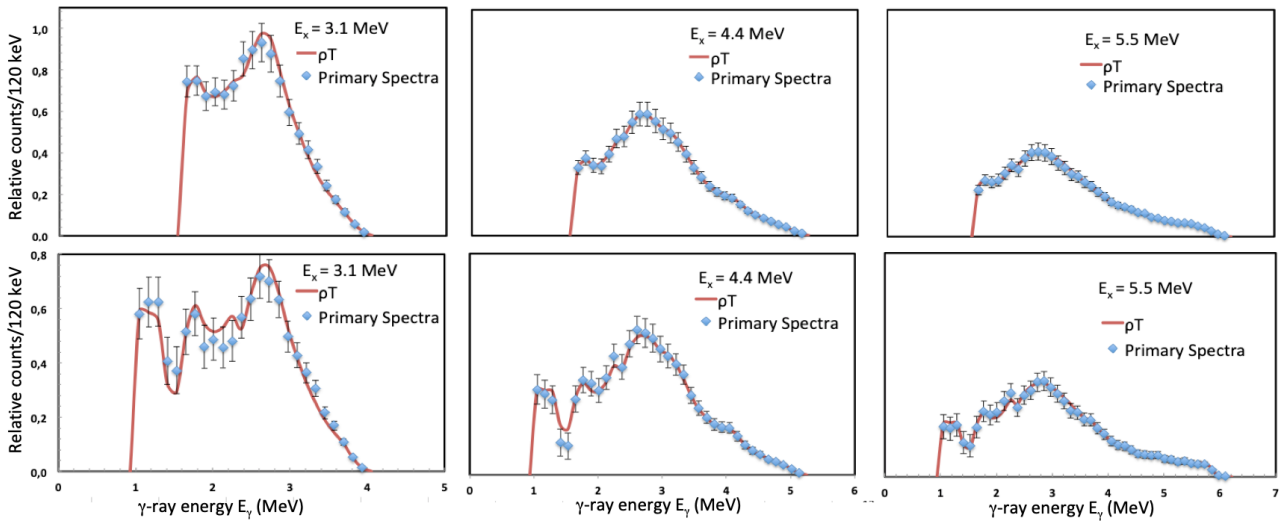 Relative counts/120 keV
1,0
0,8
0,6
0,4
0,2
0,0
Eₓ = 3.1 MeV
ρT
Primary Spectra
Eₓ = 4.4 MeV
ρT
Primary Spectra
Eₓ = 5.5 MeV
ρT
Primary Spectra
Relative counts/120 keV
0,8
0,6
0,4
0,2
0,0
Eₓ = 3.1 MeV
ρT
Primary Spectra
Eₓ = 4.4 MeV
ρT
Primary Spectra
Eₓ = 5.5 MeV
ρT
Primary Spectra
0 1 2 3 4 5
0 1 2 3 4 5 6
0 1 2 3 4 5 6 7
γ-ray energy Eᵧ (MeV)
γ-ray energy Eᵧ (MeV)
γ-ray energy Eᵧ (MeV)